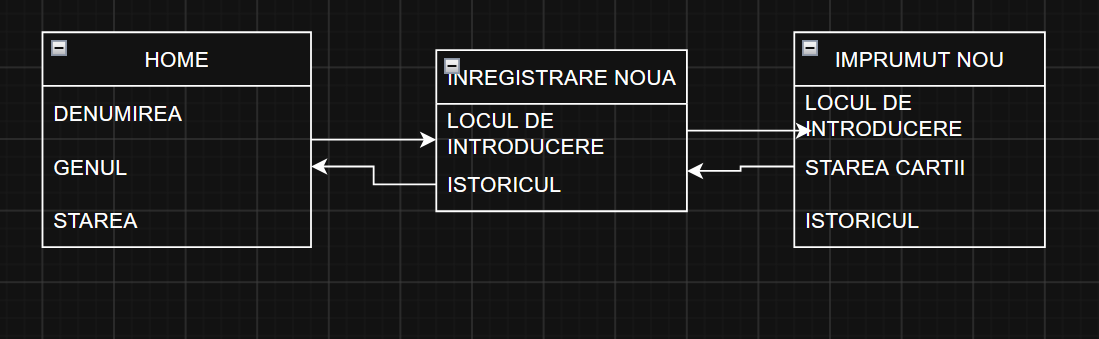 HOME
DENUMIREA
GENUL
STAREA
INREGISTRARE NOUA
LOCUL DE
INTRODUCERE
ISTORICUL
IMPRUMUT NOU
LOCUL DE
INTRODUCERE
STAREA CARTII
ISTORICUL